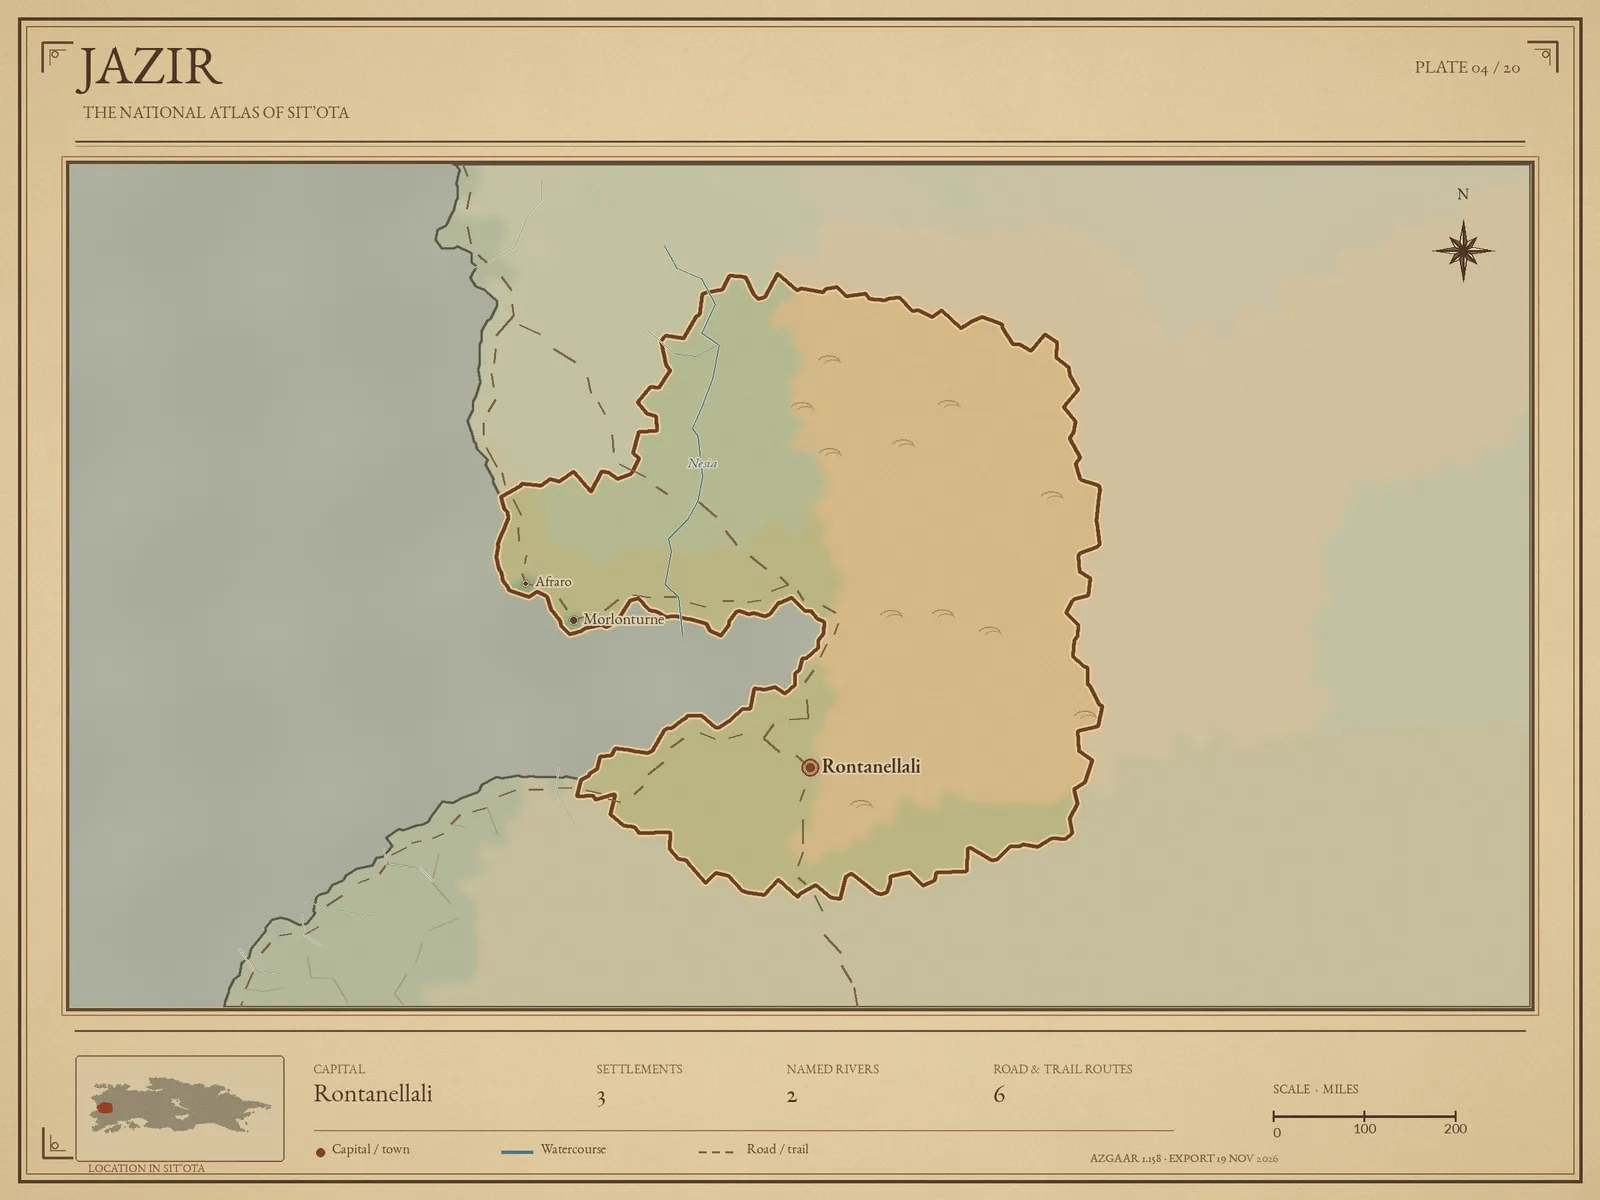 JAZIR
THE NATIONAL ATLAS OF SIT'OTA
PLATE 04 / 20
N
Nesia
Afraro
Morlonturne
Rontanellali
CAPITAL
Rontanellali
SETTLEMENTS
3
NAMED RIVERS
2
ROAD & TRAIL ROUTES
6
Capital / town
Watercourse
Road / trail
SCALE · MILES
0 100 200
AZGAAR 1.158 · EXPORT 19 NOV 2026
LOCATION IN SIT'OTA